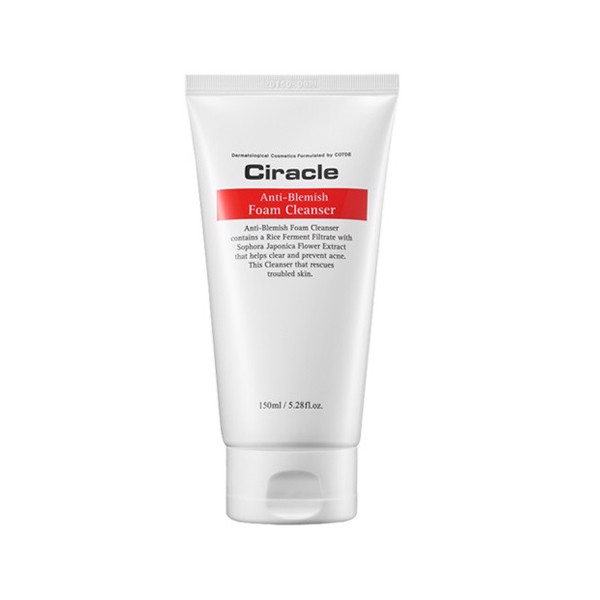 Dermatological Cosmetics Formulated by COTDE
Ciracle
Anti-Blemish
Foam Cleanser
Anti-Blemish Foam Cleanser
contains a Rice Ferment Filtrate with
Sophora Japonica Flower Extract
that helps clear and prevent acne.
This Cleanser that rescues
troubled skin.
150ml / 5.28fl.oz.